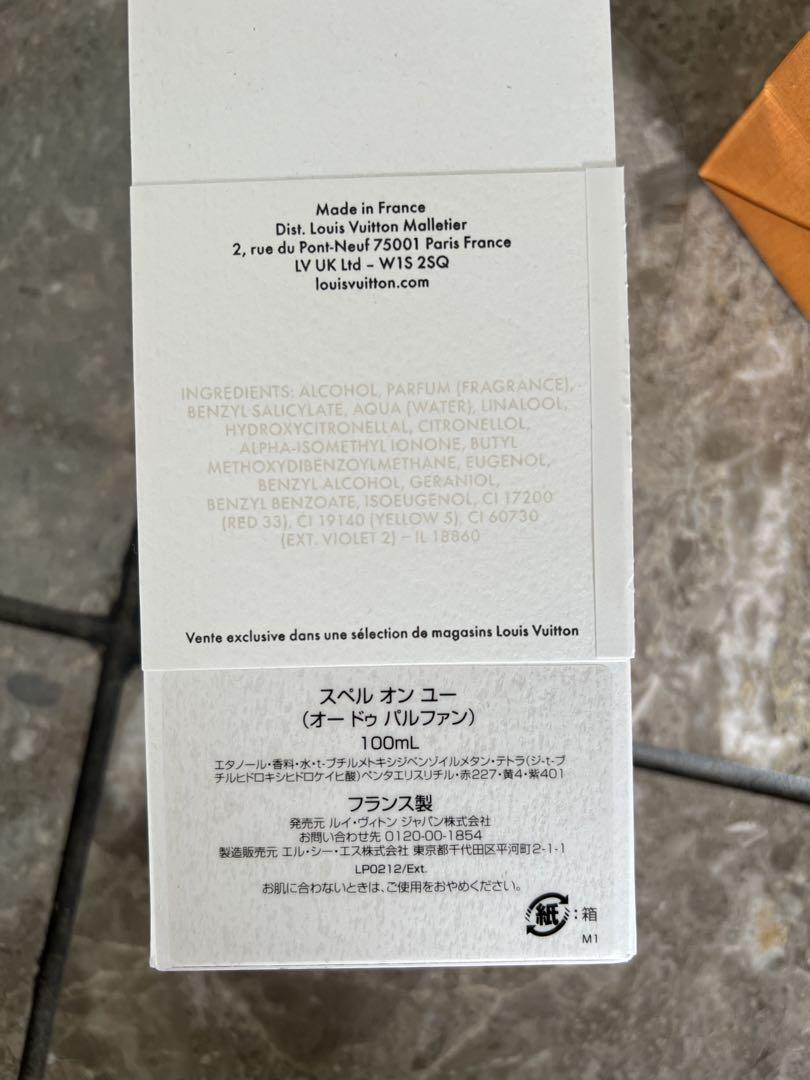 Made in France
Dist. Louis Vuitton Malletier
2, rue du Pont-Neuf 75001 Paris France
LV UK Ltd – W1S 2SQ
louisvuitton.com
INGREDIENTS: ALCOHOL, PARFUM (FRAGRANCE),
BENZYL SALICYLATE, AQUA (WATER), LINALOOL,
HYDROXYCITRONELLAL, CITRONELLOL,
ALPHA-ISOMETHYL IONONE, BUTYL
METHOXYDIBENZOYLMETHANE, EUGENOL,
BENZYL ALCOHOL, GERANIOL,
BENZYL BENZOATE, ISOEUGENOL, CI 17200
(RED 33), CI 19140 (YELLOW 5), CI 60730
(EXT. VIOLET 2) – IL 18860
Vente exclusive dans une sélection de magasins Louis Vuitton
スペル オン ユー
(オー ドゥ パルファン)
100mL
エタノール・香料・水・t-ブチルメトキシジベンゾイルメタン・テトラ(ジ-t-ブ
チルヒドロキシヒドロケイヒ酸)ペンタエリスリチル・赤227・黄4・紫401
フランス製
発売元 ルイ・ヴィトン ジャパン株式会社
お問い合わせ先 0120-00-1854
製造販売元 エル・シー・エス株式会社 東京都千代田区平河町2-1-1
LP0212/Ext.
お肌に合わないときは、ご使用をおやめください。
紙:箱
M1